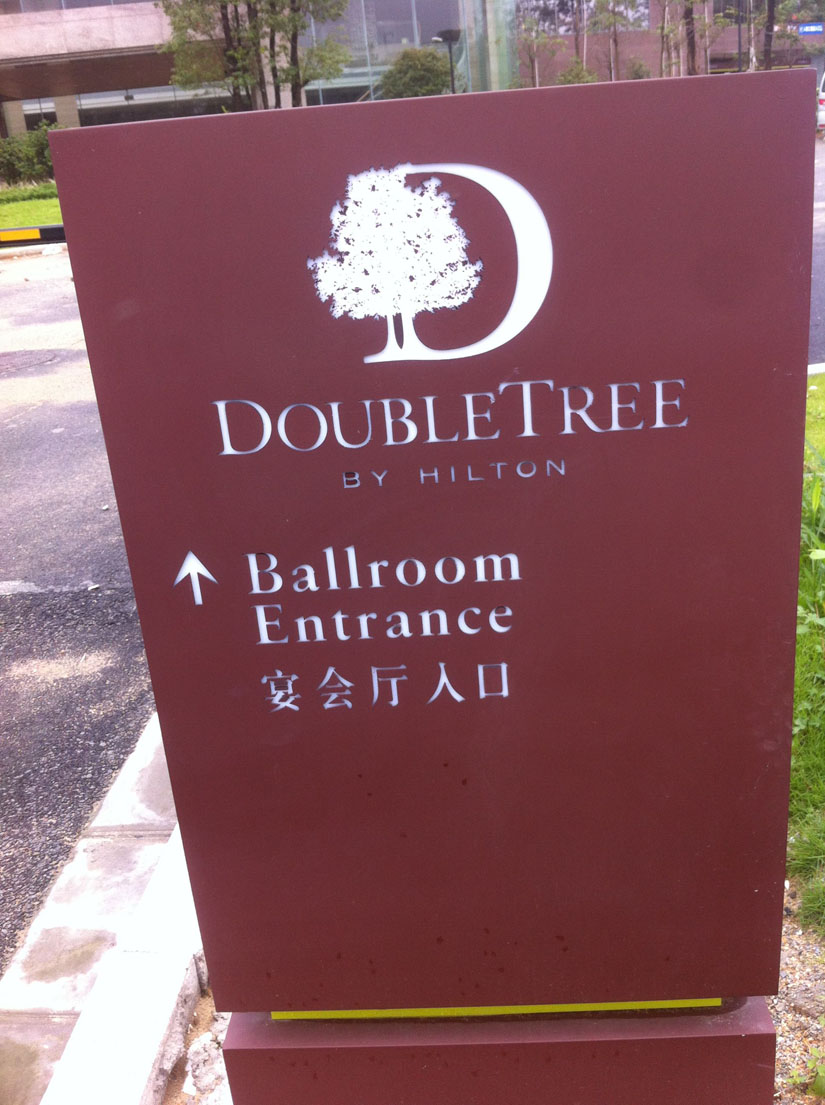 DOUBLETREE
BY HILTON
Ballroom
Entrance
宴会厅入口